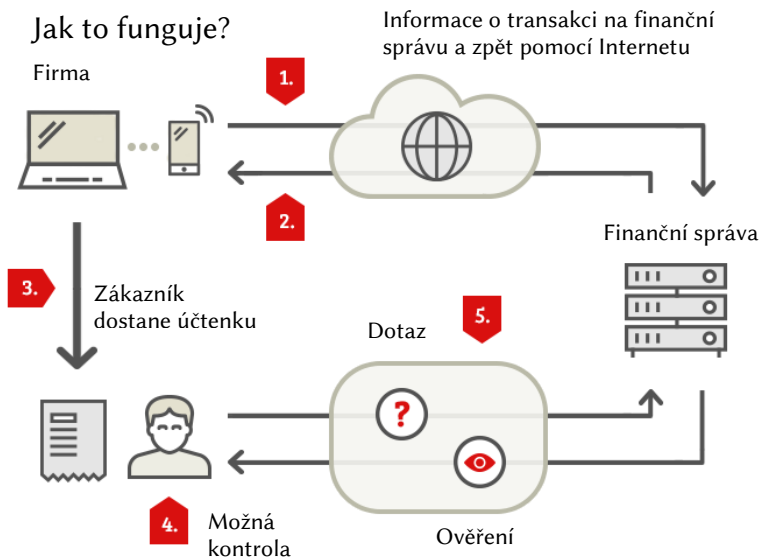 Jak to funguje?
Informace o transakci na finanční
správu a zpět pomocí Internetu
Firma
1.
2.
Finanční správa
3.
Zákazník
dostane účtenku
Dotaz
5.
?
4.
Možná
kontrola
Ověření